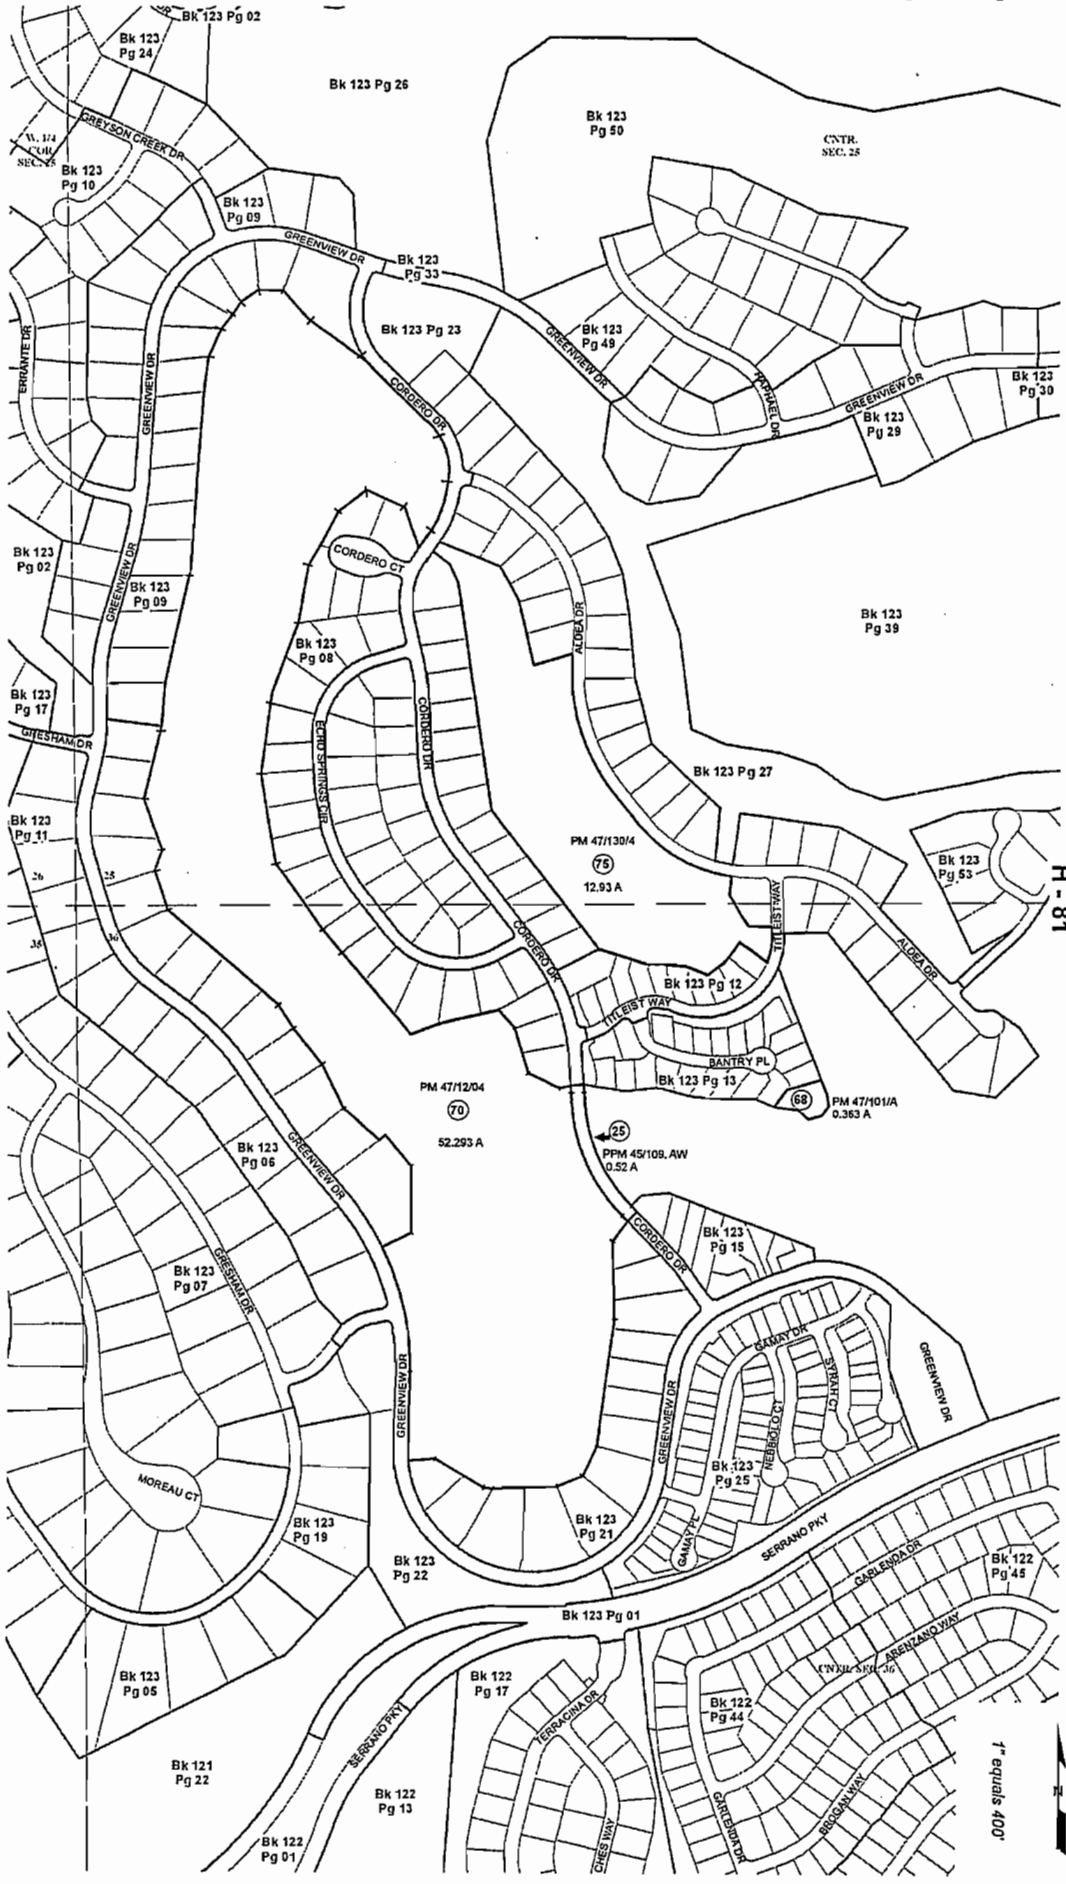 Bk 123 Pg 02
Bk 123
Pg 24
Bk 123 Pg 26
Bk 123
Pg 50
CNTR.
SEC. 25
GREYSON CREEK DR
W. 1/4
COR
SEC. 25
Bk 123
Pg 10
Bk 123
Pg 09
GREENVIEW DR
Bk 123
Pg 33
Bk 123 Pg 23
Bk 123
Pg 49
GREENVIEW DR
ERRANTE DR
GREENVIEW DR
CORDERO DR
RAPHAEL DR
GREENVIEW DR
Bk 123
Pg 30
Bk 123
Pg 29
Bk 123
Pg 02
CORDERO CT
GREENVIEW DR
Bk 123
Pg 09
ALDEA DR
Bk 123
Pg 39
Bk 123
Pg 08
Bk 123
Pg 17
GRESHAM DR
ECHO SPRINGS CIR
CORDERO DR
Bk 123 Pg 27
Bk 123
Pg 11
PM 47/130/4
75
12.93 A
Bk 123
Pg 53
H - 81
26
25
35
36
TITLEIST WAY
CORDERO DR
ALDEA DR
Bk 123 Pg 12
TITLEIST WAY
BANTRY PL
Bk 123 Pg 13
PM 47/12/04
70
52.293 A
68
PM 47/101/A
0.363 A
25
PPM 45/109. AW
0.52 A
Bk 123
Pg 06
GREENVIEW DR
Bk 123
Pg 15
CORDERO DR
Bk 123
Pg 07
GRESHAM DR
GAMAY DR
GREENVIEW DR
SYRAH CT
GREENVIEW DR
GREENVIEW DR
NEBBIOLO CT
Bk 123
Pg 25
MOREAU CT
Bk 123
Pg 19
Bk 123
Pg 21
GAMAY PL
SERRANO PKY
Bk 123
Pg 22
GARLENDA DR
Bk 122
Pg 45
Bk 123 Pg 01
ARENZANO WAY
CNTR. SEC. 36
Bk 123
Pg 05
Bk 122
Pg 17
Bk 122
Pg 44
TERRACINA DR
SERRANO PKY
Bk 121
Pg 22
Bk 122
Pg 13
GARLENDA DR
BROGAN WAY
CHES WAY
Bk 122
Pg 01
1" equals 400'
N